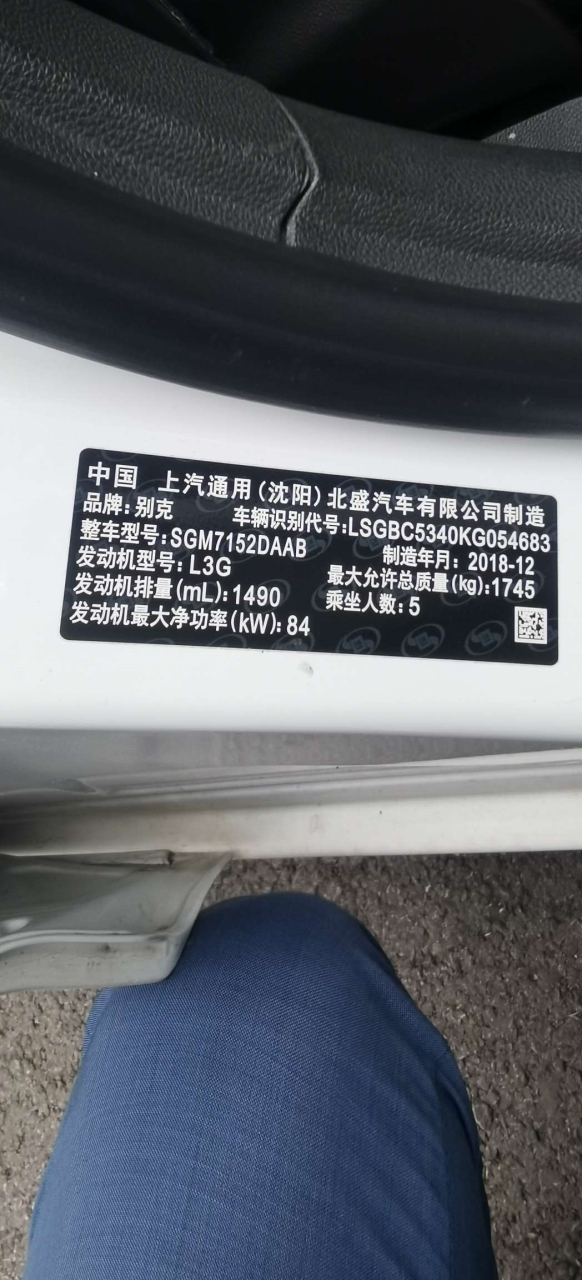 中国 上汽通用(沈阳)北盛汽车有限公司制造
品牌:别克 车辆识别代号:LSGBC5340KG054683
整车型号:SGM7152DAAB 制造年月:2018-12
发动机型号:L3G 最大允许总质量(kg):1745
发动机排量(mL):1490 乘坐人数:5
发动机最大净功率(kW):84